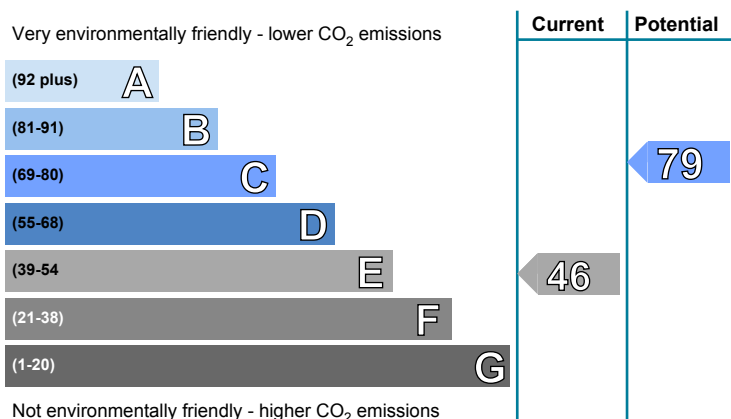 Current Potential
Very environmentally friendly - lower CO2 emissions
(92 plus) A
(81-91) B
(69-80) C
79
(55-68) D
(39-54 E
46
(21-38) F
(1-20) G
Not environmentally friendly - higher CO2 emissions